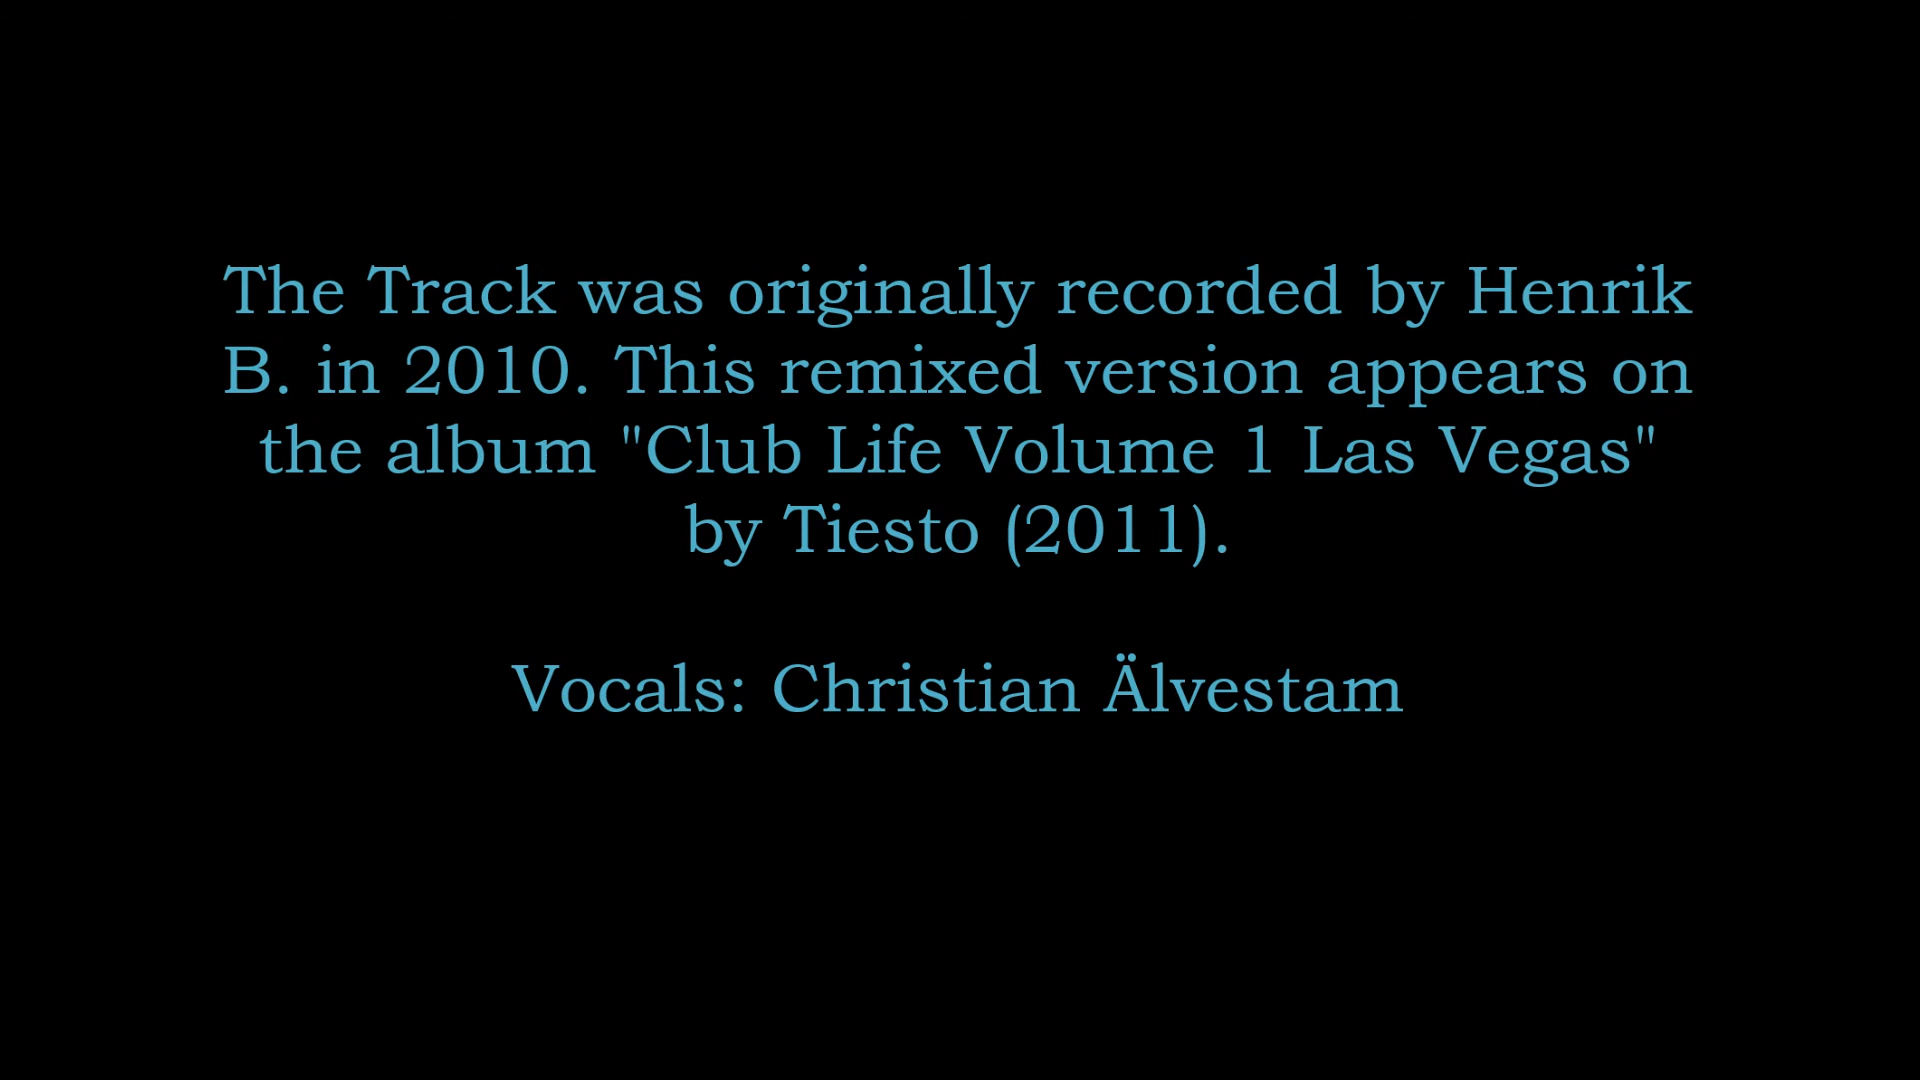 The Track was originally recorded by Henrik
B. in 2010. This remixed version appears on
the album "Club Life Volume 1 Las Vegas"
by Tiesto (2011).
Vocals: Christian Älvestam